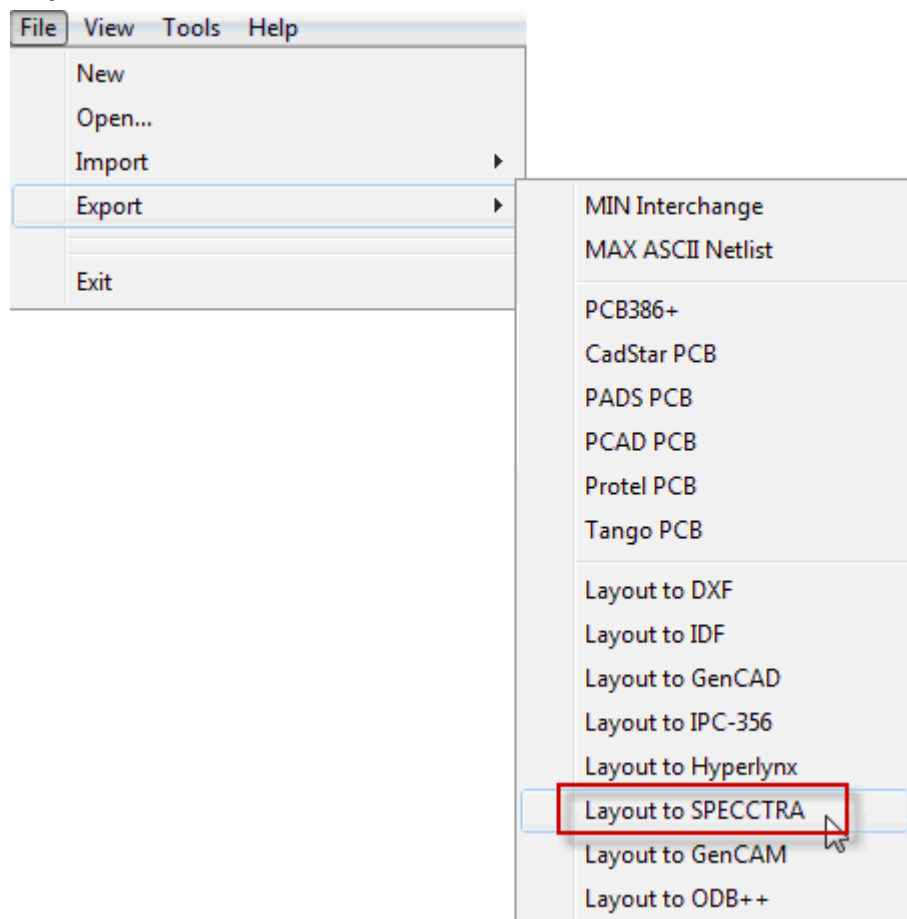 File View Tools Help
New
Open...
Import
Export
Exit
MIN Interchange
MAX ASCII Netlist
PCB386+
CadStar PCB
PADS PCB
PCAD PCB
Protel PCB
Tango PCB
Layout to DXF
Layout to IDF
Layout to GenCAD
Layout to IPC-356
Layout to Hyperlynx
Layout to SPECCTRA
Layout to GenCAM
Layout to ODB++